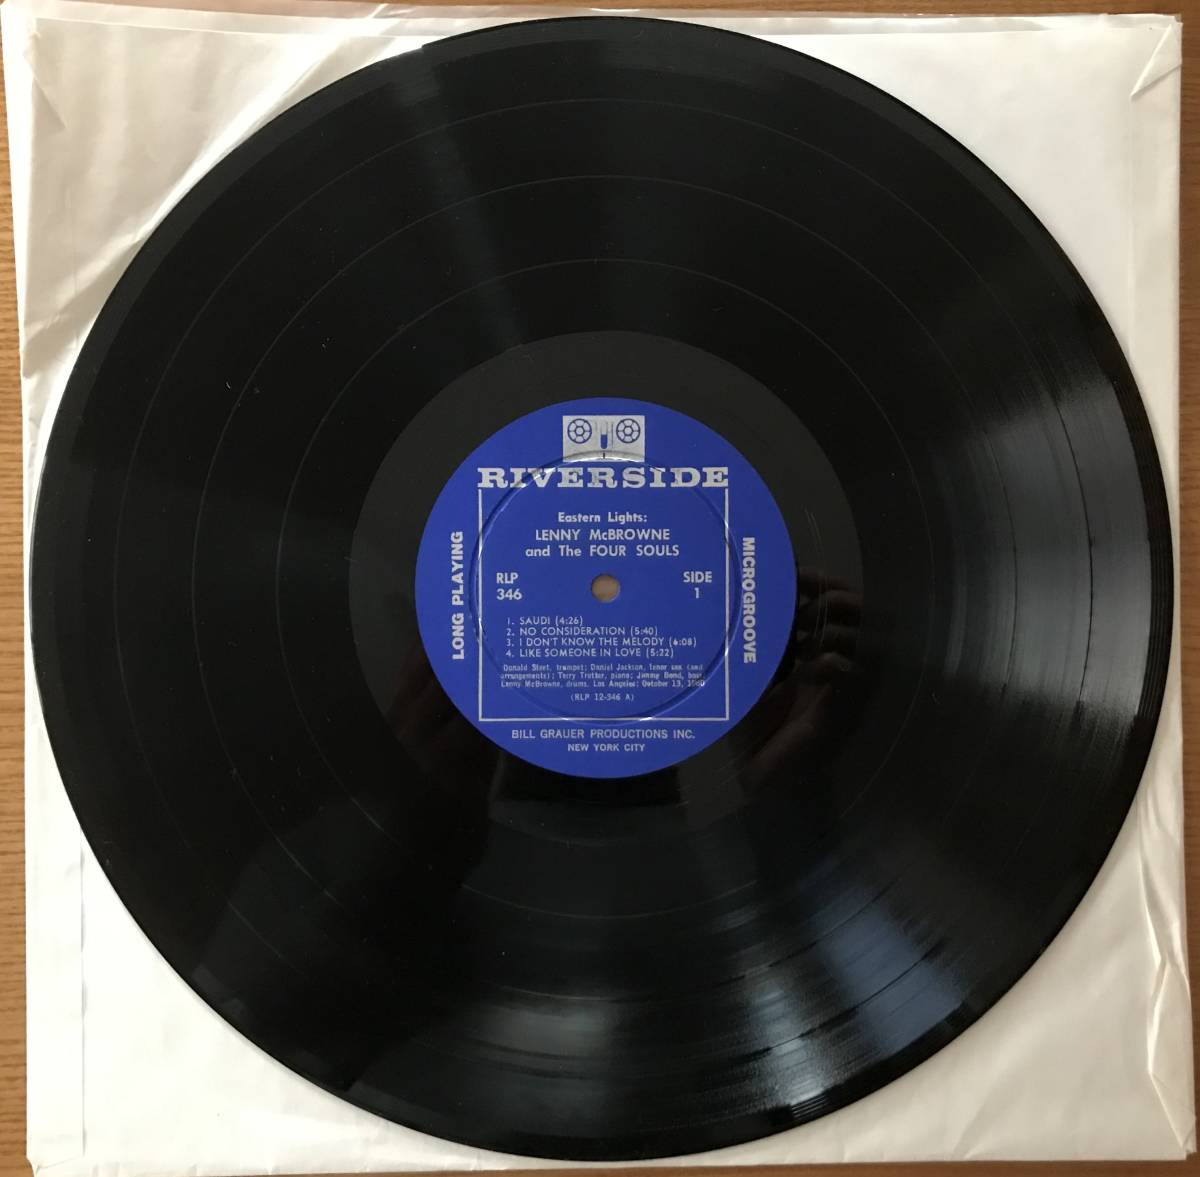 RIVERSIDE
Eastern Lights:
LENNY McBROWNE
and The FOUR SOULS
LONG PLAYING
MICROGROOVE
RLP
346
SIDE
1
1. SAUDI (4:26)
2. NO CONSIDERATION (5:40)
3. I DON'T KNOW THE MELODY (6:08)
4. LIKE SOMEONE IN LOVE (5:22)
Donald Sleet, trumpet; Daniel Jackson, tenor sax (and
arrangements); Terry Trotter, piano; Jimmy Bond, bass;
Lenny McBrowne, drums. Los Angeles; October 13, 1960
(RLP 12-346 A)
BILL GRAUER PRODUCTIONS INC.
NEW YORK CITY